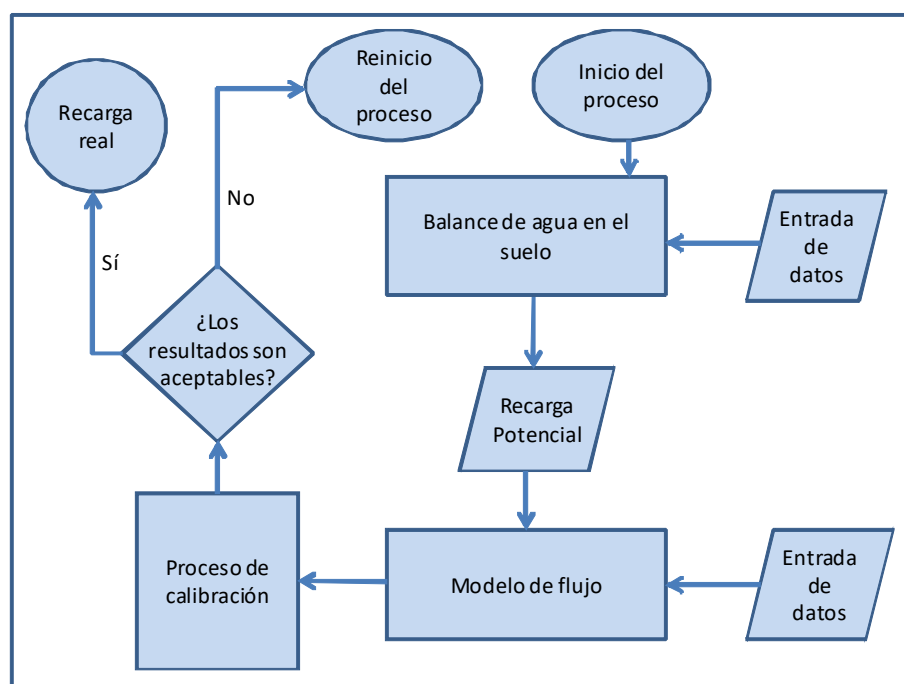 Reinicio
del
proceso
Inicio del
proceso
Recarga
real
No
Sí
Balance de agua en el
suelo
Entrada
de
datos
¿Los
resultados son
aceptables?
Recarga
Potencial
Proceso de
calibración
Modelo de flujo
Entrada
de
datos